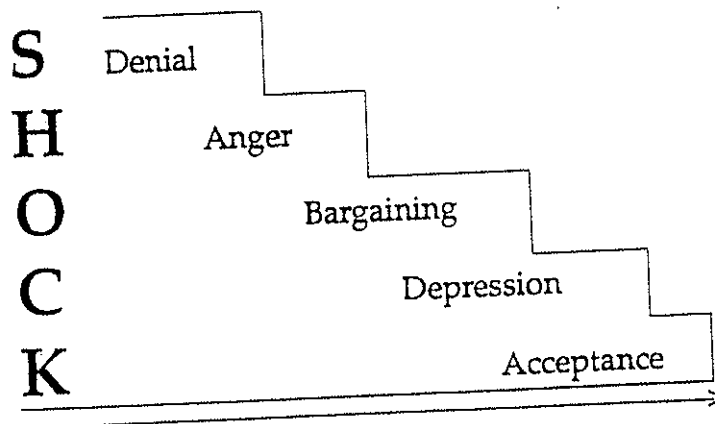 S
H
O
C
K
Denial
Anger
Bargaining
Depression
Acceptance